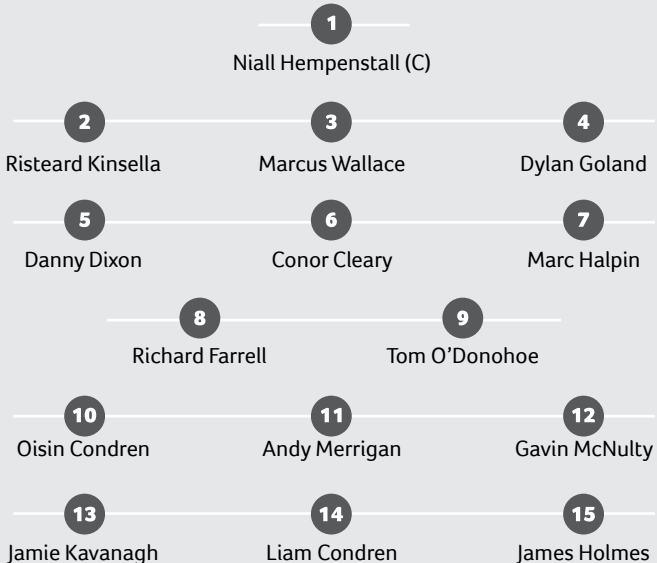 1
Niall Hempenstall (C)
2 3 4
Risteard Kinsella Marcus Wallace Dylan Goland
5 6 7
Danny Dixon Conor Cleary Marc Halpin
8 9
Richard Farrell Tom O’Donohoe
10 11 12
Oisin Condren Andy Merrigan Gavin McNulty
13 14 15
Jamie Kavanagh Liam Condren James Holmes